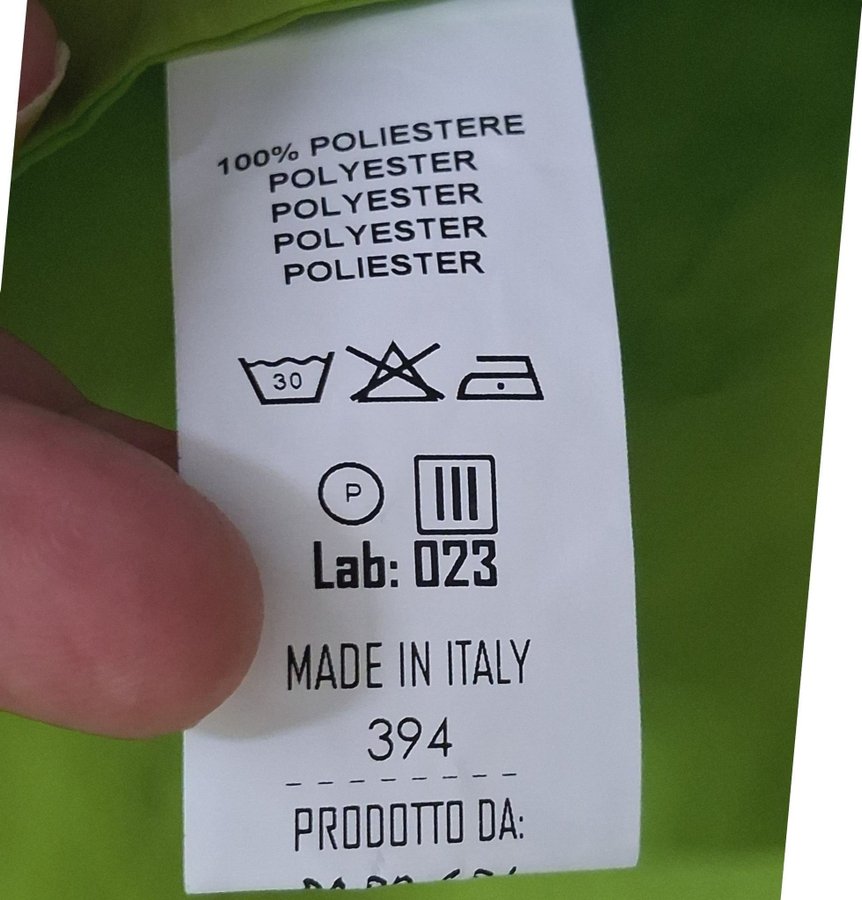 100% POLIESTERE
POLYESTER
POLYESTER
POLYESTER
POLIESTER
30
P
Lab: 023
MADE IN ITALY
394
PRODOTTO DA: